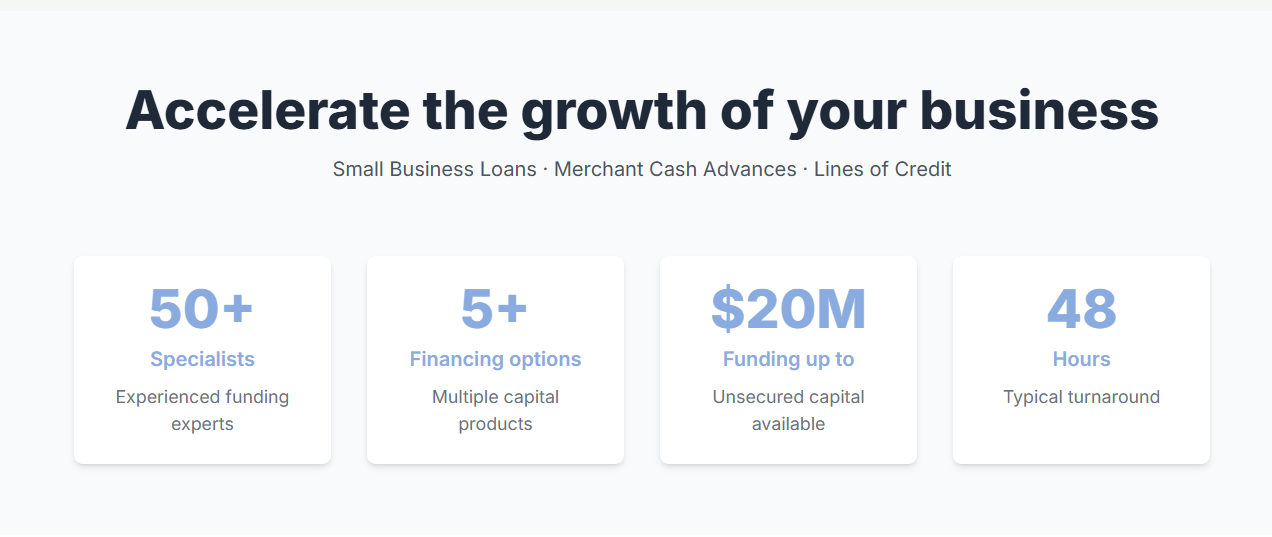 Accelerate the growth of your business
Small Business Loans · Merchant Cash Advances · Lines of Credit
50+
Specialists
Experienced funding
experts
5+
Financing options
Multiple capital
products
$20M
Funding up to
Unsecured capital
available
48
Hours
Typical turnaround